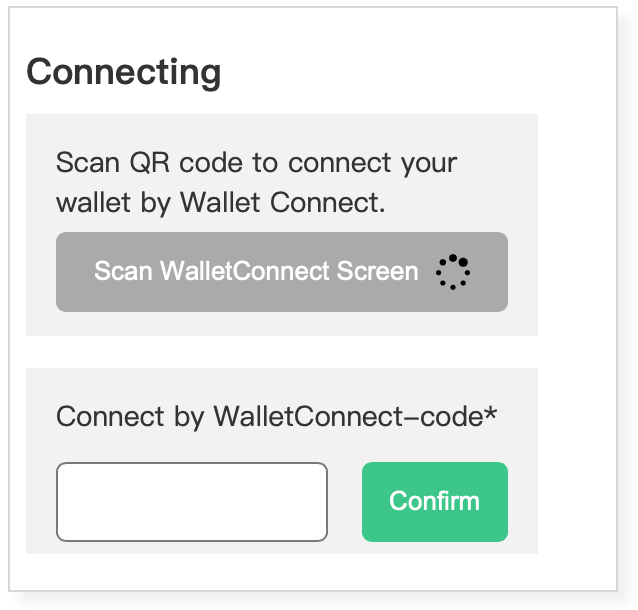 Connecting
Scan QR code to connect your
wallet by Wallet Connect.
Scan WalletConnect Screen
Connect by WalletConnect–code*
Confirm